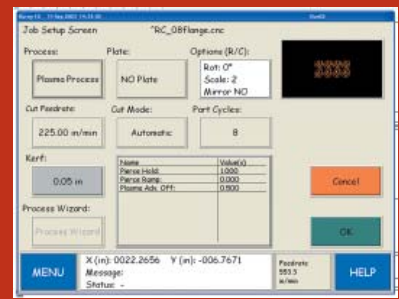 Job Setup Screen "RC_08flange.cnc
Process: Plate: Options (R/C):
Plasma Process NO Plate
Rot: 0°
Scale: 2
Mirror NO
Cut Feedrate: Cut Mode: Part Cycles:
225.00 m/min Automatic 8
Kerf:
0.05 in
Name Value(s)
Pierce Hold: 1.000
Pierce Ramp: 0.000
Plasma Adv. Off: 0.500
Cancel
Process Wizard:
Process Wizard
OK
MENU
X (in): 0022.2656 Y (in): -006.7671
Message:
Status: -
Feedrate
553.3
m/min
HELP